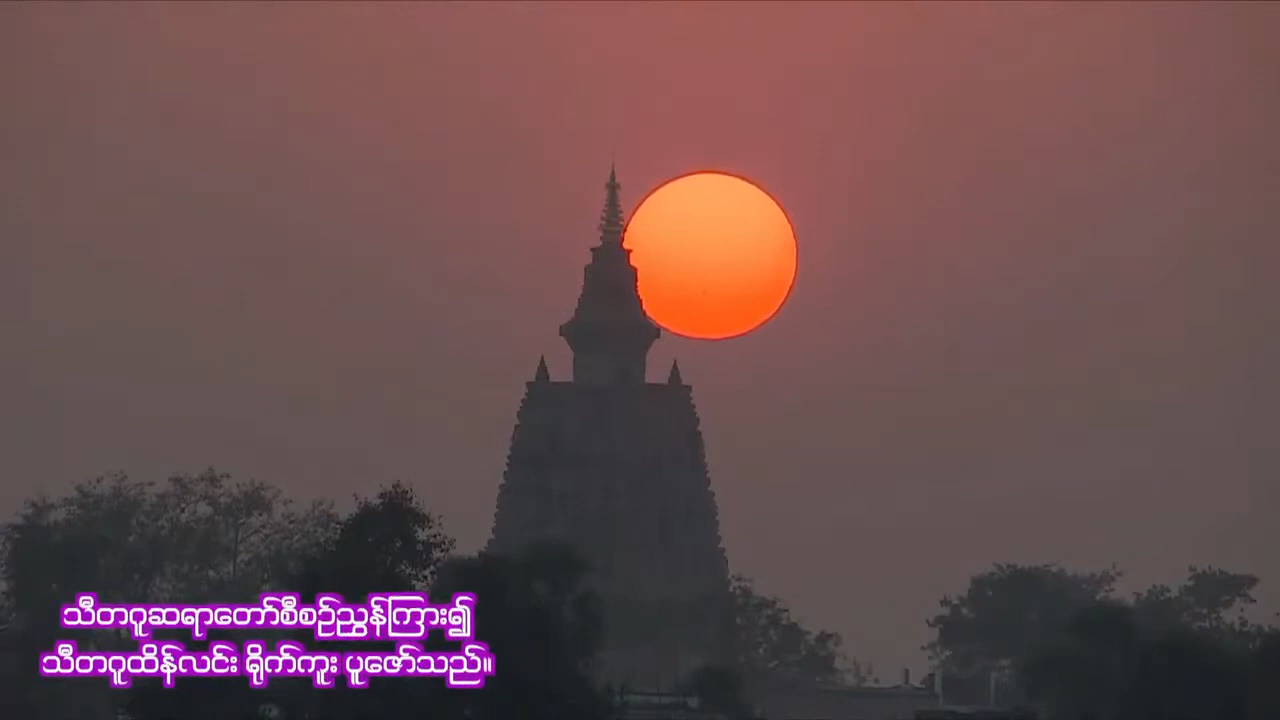 သီတဂူဆရာတော်စီစဉ်ညွှန်ကြား၍
သီတဂူထိန်လင်း ရိုက်ကူး ပူဇော်သည်။